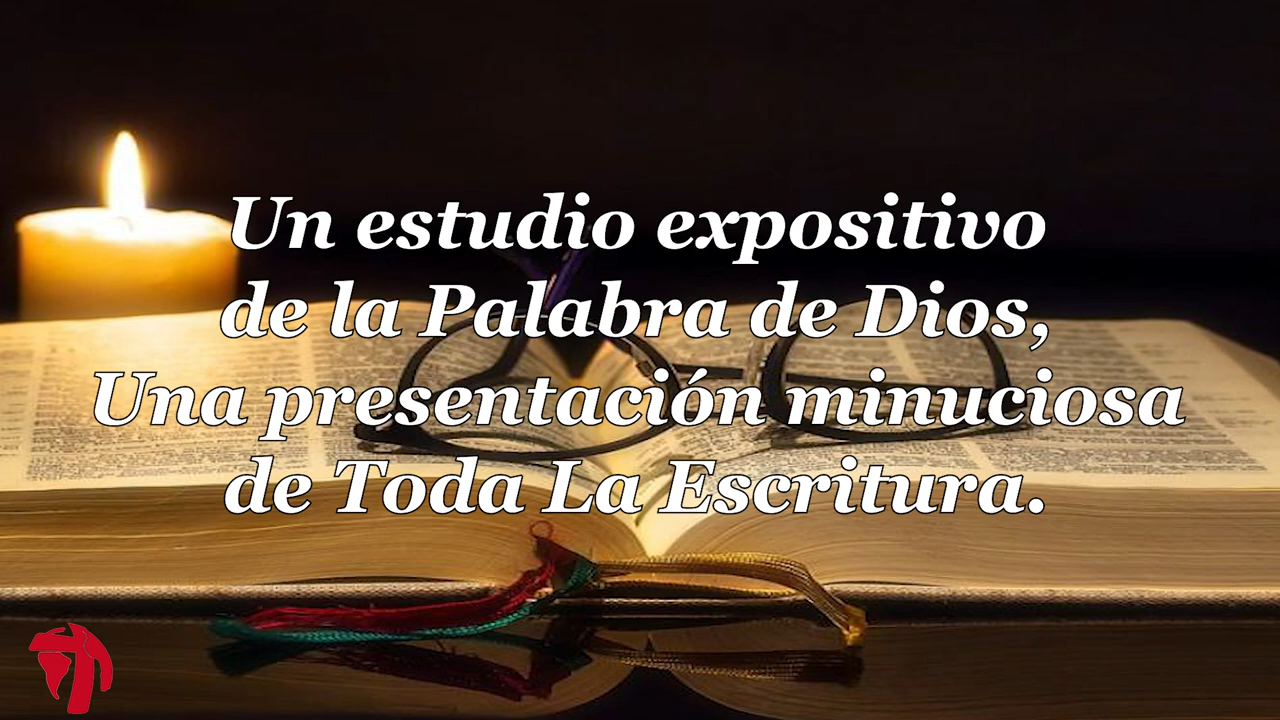 Un estudio expositivo
de la Palabra de Dios,
Una presentación minuciosa
de Toda La Escritura.